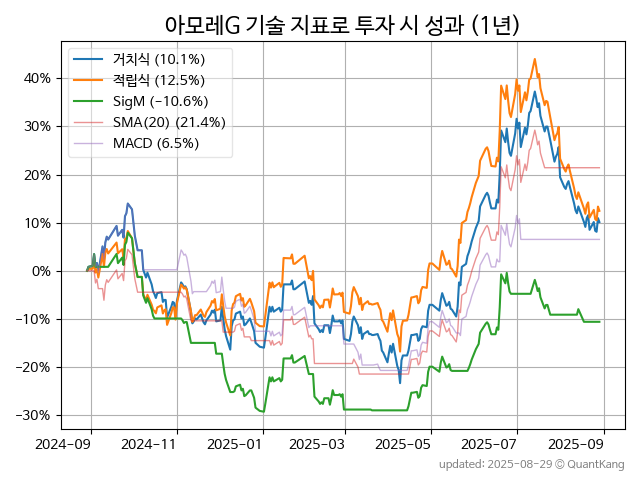 아모레G 기술 지표로 투자 시 성과 (1년)
거치식 (10.1%)
적립식 (12.5%)
SigM (-10.6%)
SMA(20) (21.4%)
MACD (6.5%)
40%
30%
20%
10%
0%
-10%
-20%
-30%
2024-09 2024-11 2025-01 2025-03 2025-05 2025-07 2025-09
updated: 2025-08-29 © QuantKang